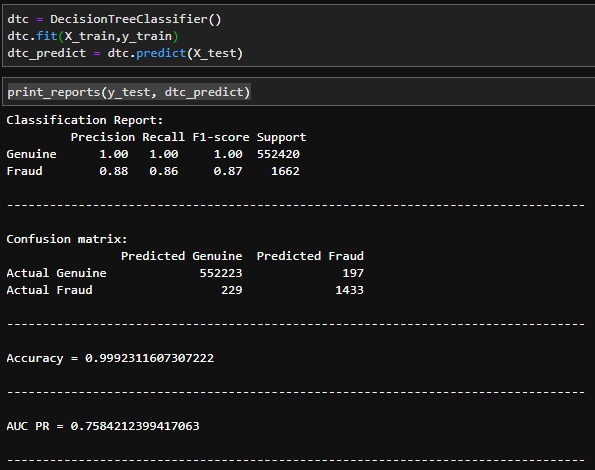 dtc = DecisionTreeClassifier()
dtc.fit(X_train,y_train)
dtc_predict = dtc.predict(X_test)
print_reports(y_test, dtc_predict)
Classification Report:
Precision Recall F1-score Support
Genuine 1.00 1.00 1.00 552420
Fraud 0.88 0.86 0.87 1662
--------------------------------------------------------------------------------
Confusion matrix:
Predicted Genuine Predicted Fraud
Actual Genuine 552223 197
Actual Fraud 229 1433
--------------------------------------------------------------------------------
Accuracy = 0.9992311607307222
--------------------------------------------------------------------------------
AUC PR = 0.7584212399417063
--------------------------------------------------------------------------------